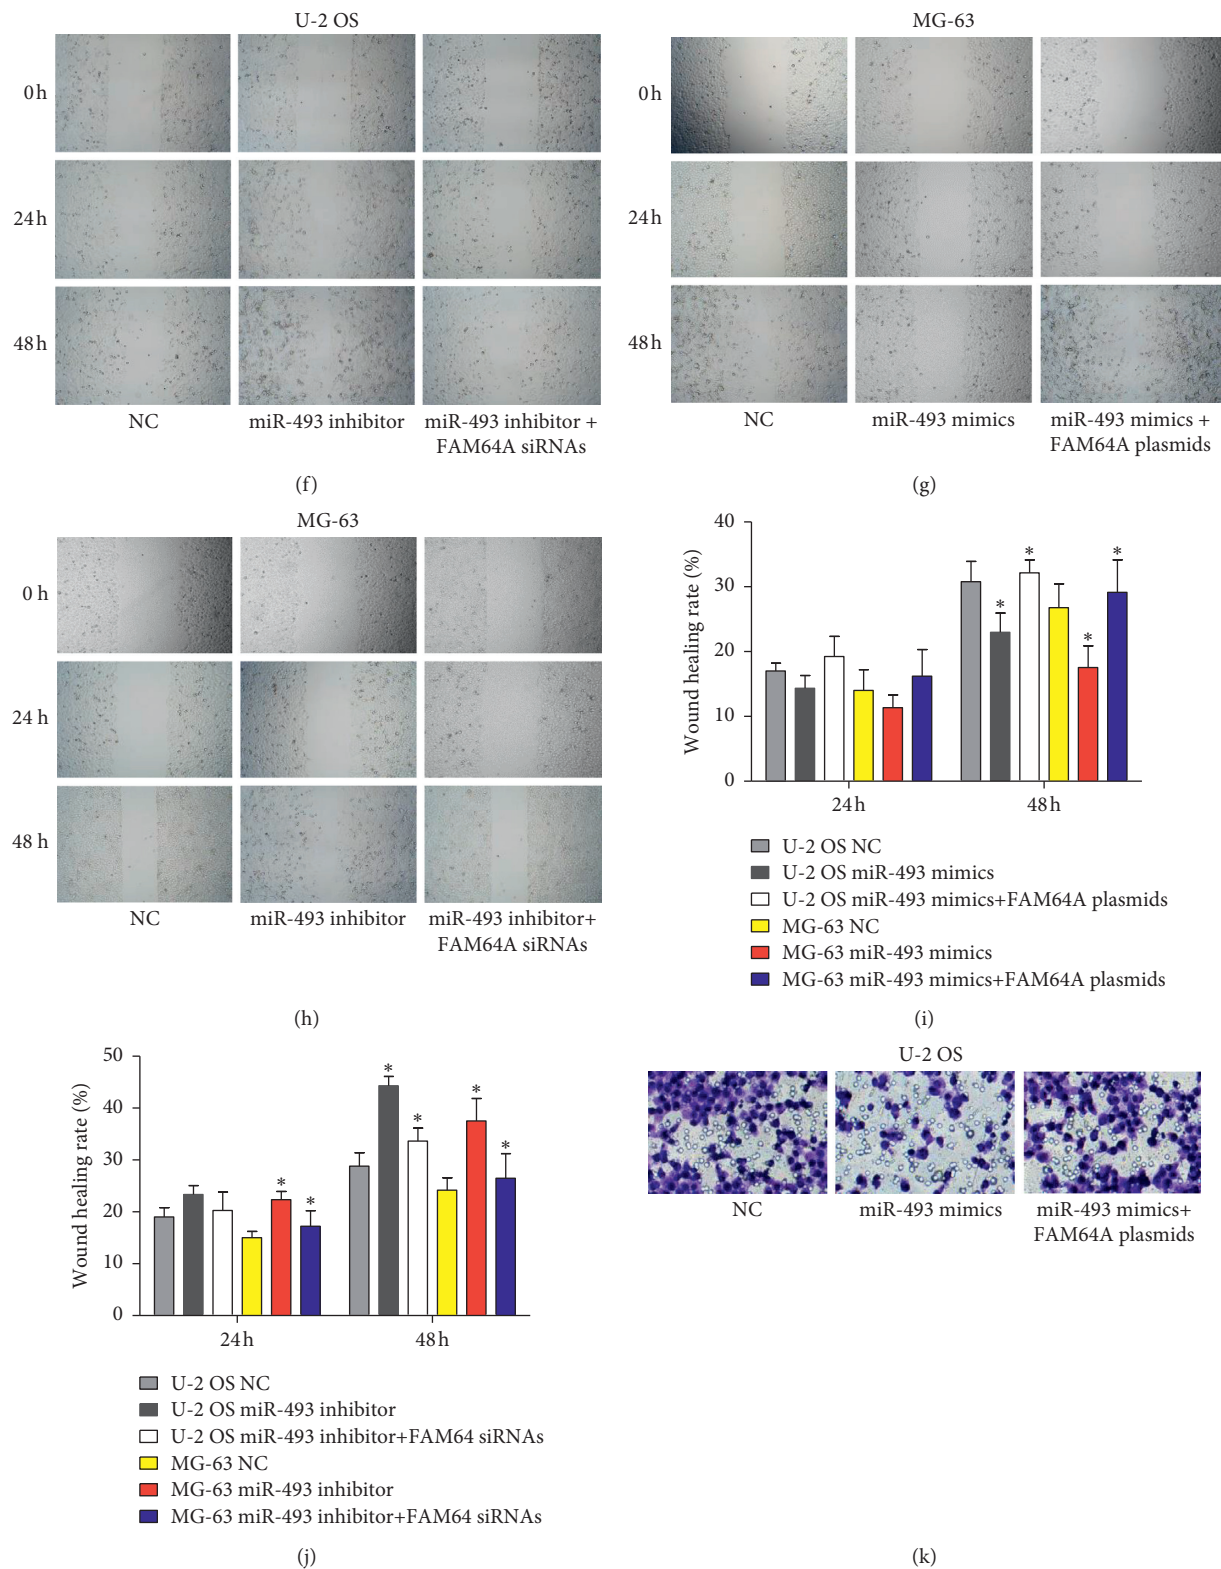 U-2 OS
0 h
24 h
48 h
NC
miR-493 inhibitor
miR-493 inhibitor +
FAM64A siRNAs
(f)
MG-63
0 h
24 h
48 h
NC
miR-493 mimics
miR-493 mimics +
FAM64A plasmids
(g)
MG-63
0 h
24 h
48 h
NC
miR-493 inhibitor
miR-493 inhibitor+
FAM64A siRNAs
(h)
40
30
20
10
0
Wound healing rate (%)
*
*
*
*
24 h
48 h
U-2 OS NC
U-2 OS miR-493 mimics
U-2 OS miR-493 mimics+FAM64A plasmids
MG-63 NC
MG-63 miR-493 mimics
MG-63 miR-493 mimics+FAM64A plasmids
(i)
50
40
30
20
10
0
Wound healing rate (%)
*
*
*
*
*
*
24 h
48 h
U-2 OS NC
U-2 OS miR-493 inhibitor
U-2 OS miR-493 inhibitor+FAM64 siRNAs
MG-63 NC
MG-63 miR-493 inhibitor
MG-63 miR-493 inhibitor+FAM64 siRNAs
(j)
U-2 OS
NC
miR-493 mimics
miR-493 mimics+
FAM64A plasmids
(k)